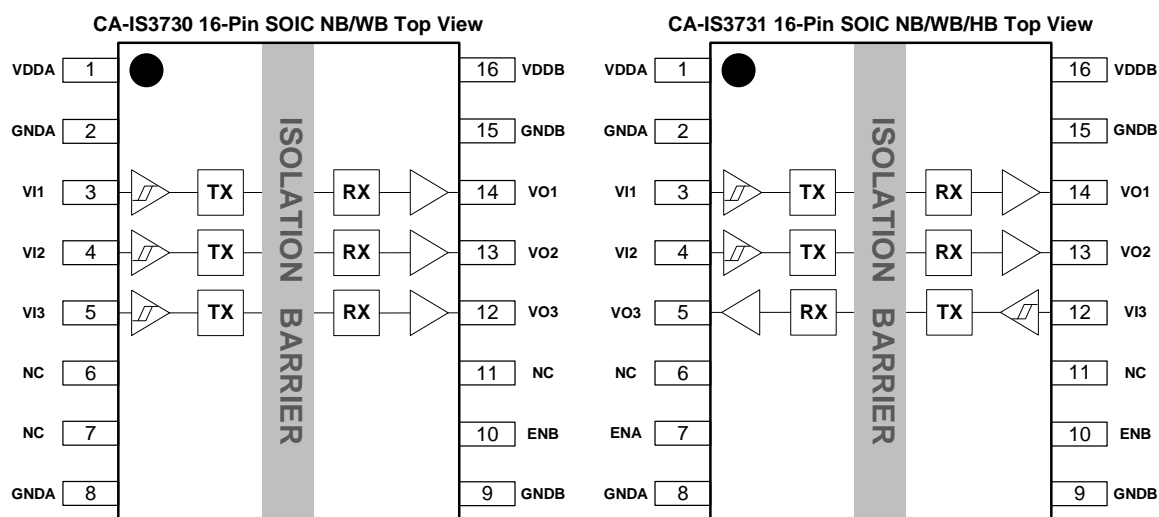 CA-IS3730 16-Pin SOIC NB/WB Top View
VDDA 1 16 VDDB
GNDA 2 15 GNDB
VI1 3 TX RX 14 VO1
VI2 4 TX RX 13 VO2
VI3 5 TX RX 12 VO3
NC 6 11 NC
NC 7 10 ENB
GNDA 8 9 GNDB
ISOLATION BARRIER
CA-IS3731 16-Pin SOIC NB/WB/HB Top View
VDDA 1 16 VDDB
GNDA 2 15 GNDB
VI1 3 TX RX 14 VO1
VI2 4 TX RX 13 VO2
VO3 5 RX TX 12 VI3
NC 6 11 NC
ENA 7 10 ENB
GNDA 8 9 GNDB
ISOLATION BARRIER